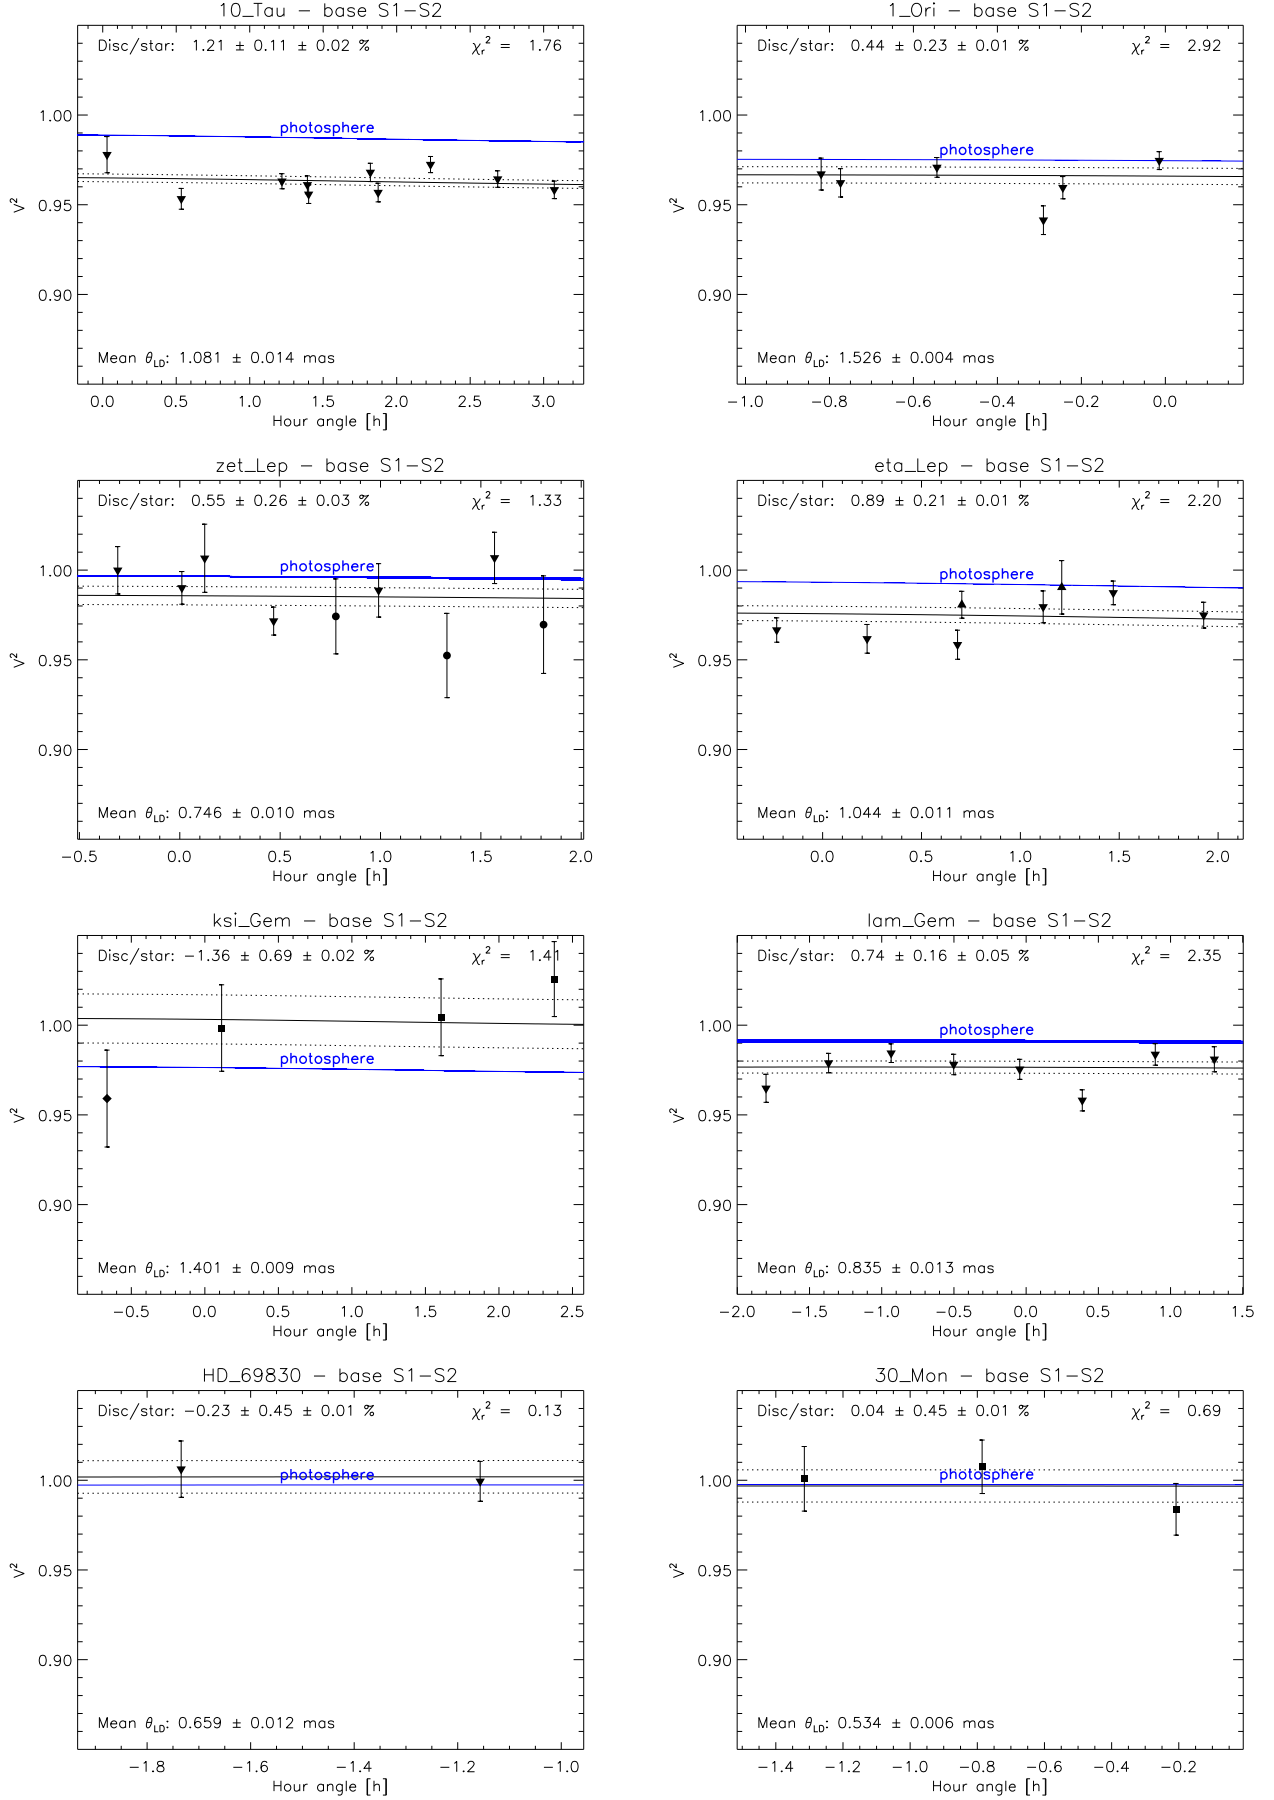 10_Tau − base S1−S2
Disc/star: 1.21 ± 0.11 ± 0.02 %
χr² = 1.76
photosphere
1.00
0.95
0.90
V²
Mean θLD: 1.081 ± 0.014 mas
0.0 0.5 1.0 1.5 2.0 2.5 3.0
Hour angle [h]
1_Ori − base S1−S2
Disc/star: 0.44 ± 0.23 ± 0.01 %
χr² = 2.92
photosphere
1.00
0.95
0.90
V²
Mean θLD: 1.526 ± 0.004 mas
−1.0 −0.8 −0.6 −0.4 −0.2 0.0
Hour angle [h]
zet_Lep − base S1−S2
Disc/star: 0.55 ± 0.26 ± 0.03 %
χr² = 1.33
photosphere
1.00
0.95
0.90
V²
Mean θLD: 0.746 ± 0.010 mas
−0.5 0.0 0.5 1.0 1.5 2.0
Hour angle [h]
eta_Lep − base S1−S2
Disc/star: 0.89 ± 0.21 ± 0.01 %
χr² = 2.20
photosphere
1.00
0.95
0.90
V²
Mean θLD: 1.044 ± 0.011 mas
0.0 0.5 1.0 1.5 2.0
Hour angle [h]
ksi_Gem − base S1−S2
Disc/star: −1.36 ± 0.69 ± 0.02 %
χr² = 1.41
photosphere
1.00
0.95
0.90
V²
Mean θLD: 1.401 ± 0.009 mas
−0.5 0.0 0.5 1.0 1.5 2.0 2.5
Hour angle [h]
lam_Gem − base S1−S2
Disc/star: 0.74 ± 0.16 ± 0.05 %
χr² = 2.35
photosphere
1.00
0.95
0.90
V²
Mean θLD: 0.835 ± 0.013 mas
−2.0 −1.5 −1.0 −0.5 0.0 0.5 1.0 1.5
Hour angle [h]
HD_69830 − base S1−S2
Disc/star: −0.23 ± 0.45 ± 0.01 %
χr² = 0.13
photosphere
1.00
0.95
0.90
V²
Mean θLD: 0.659 ± 0.012 mas
−1.8 −1.6 −1.4 −1.2 −1.0
Hour angle [h]
30_Mon − base S1−S2
Disc/star: 0.04 ± 0.45 ± 0.01 %
χr² = 0.69
photosphere
1.00
0.95
0.90
V²
Mean θLD: 0.534 ± 0.006 mas
−1.4 −1.2 −1.0 −0.8 −0.6 −0.4 −0.2
Hour angle [h]